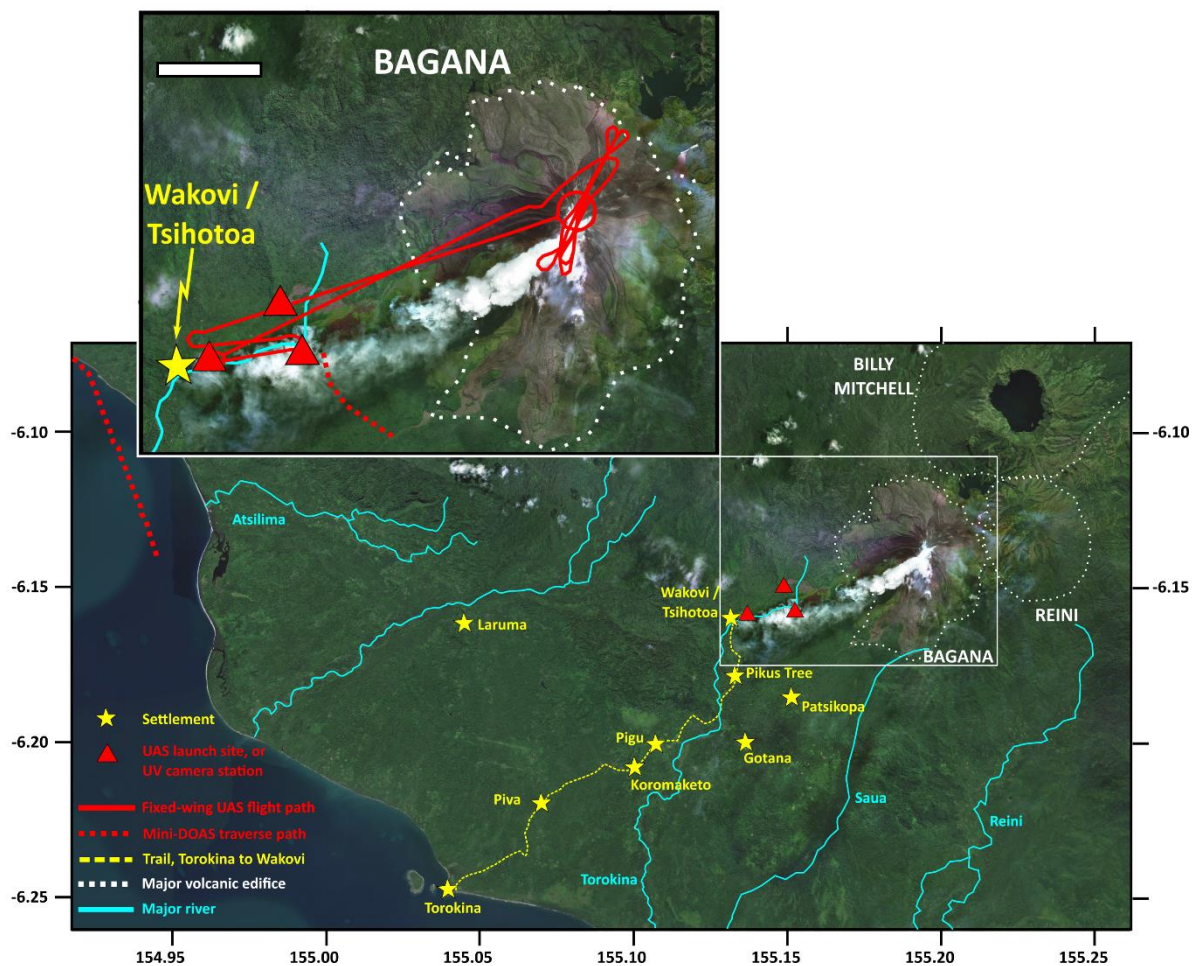 BAGANA
Wakovi /
Tsihotoa
BILLY
MITCHELL
-6.10
-6.10
Atsilima
-6.15
-6.15
Wakovi /
Tsihotoa
Laruma
REINI
BAGANA
Pikus Tree
Patsikopa
Settlement
-6.20
-6.20
Pigu
Gotana
UAS launch site, or
UV camera station
Koromaketo
Piva
Saua
Reini
Fixed-wing UAS flight path
Mini-DOAS traverse path
Trail, Torokina to Wakovi
Major volcanic edifice
Torokina
-6.25
-6.25
Major river
Torokina
154.95
155.00
155.05
155.10
155.15
155.20
155.25